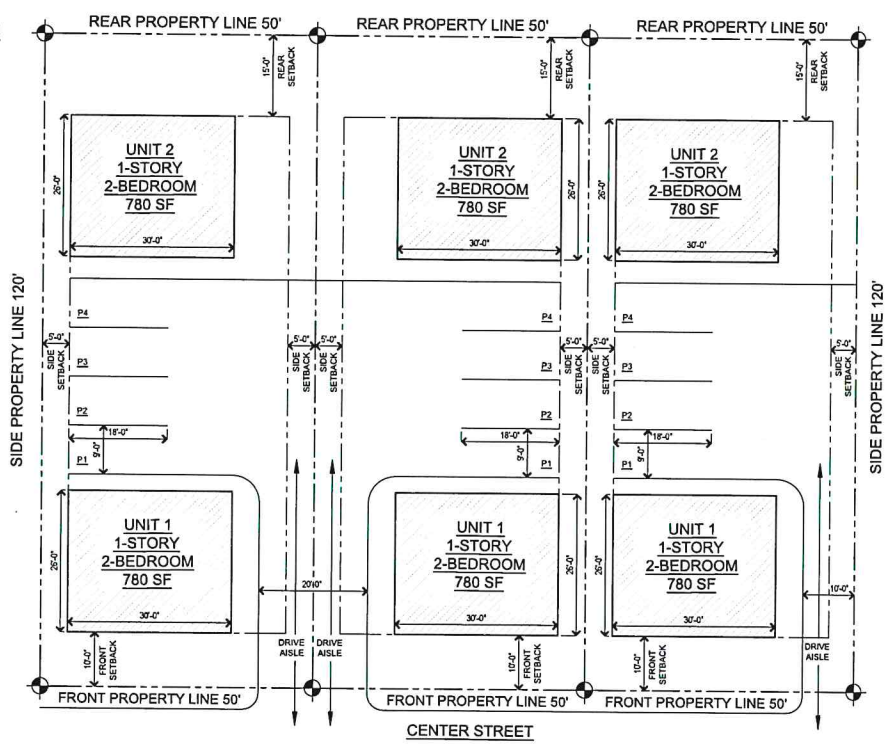 REAR PROPERTY LINE 50'
REAR PROPERTY LINE 50'
REAR PROPERTY LINE 50'
15'-0"
REAR
SETBACK
15'-0"
REAR
SETBACK
15'-0"
REAR
SETBACK
26'-0"
UNIT 2
1-STORY
2-BEDROOM
780 SF
30'-0"
UNIT 2
1-STORY
2-BEDROOM
780 SF
30'-0"
26'-0"
26'-0"
UNIT 2
1-STORY
2-BEDROOM
780 SF
30'-0"
SIDE PROPERTY LINE 120'
5'-0"
SIDE
SETBACK
P4
P3
P2
18'-0"
9'-0"
P1
5'-0"
SIDE
5'-0"
SIDE
SETBACK
P4
P3
P2
18'-0"
9'-0"
P1
5'-0"
SIDE
SETBACK
5'-0"
SIDE
SETBACK
P4
P3
P2
18'-0"
9'-0"
P1
5'-0"
SIDE
SETBACK
SIDE PROPERTY LINE 120'
26'-0"
UNIT 1
1-STORY
2-BEDROOM
780 SF
30'-0"
20'-0"
UNIT 1
1-STORY
2-BEDROOM
780 SF
30'-0"
26'-0"
26'-0"
UNIT 1
1-STORY
2-BEDROOM
780 SF
30'-0"
10'-0"
10'-0"
FRONT
SETBACK
DRIVE
AISLE
DRIVE
AISLE
10'-0"
FRONT
SETBACK
10'-0"
FRONT
SETBACK
DRIVE
AISLE
FRONT PROPERTY LINE 50'
FRONT PROPERTY LINE 50'
FRONT PROPERTY LINE 50'
CENTER STREET